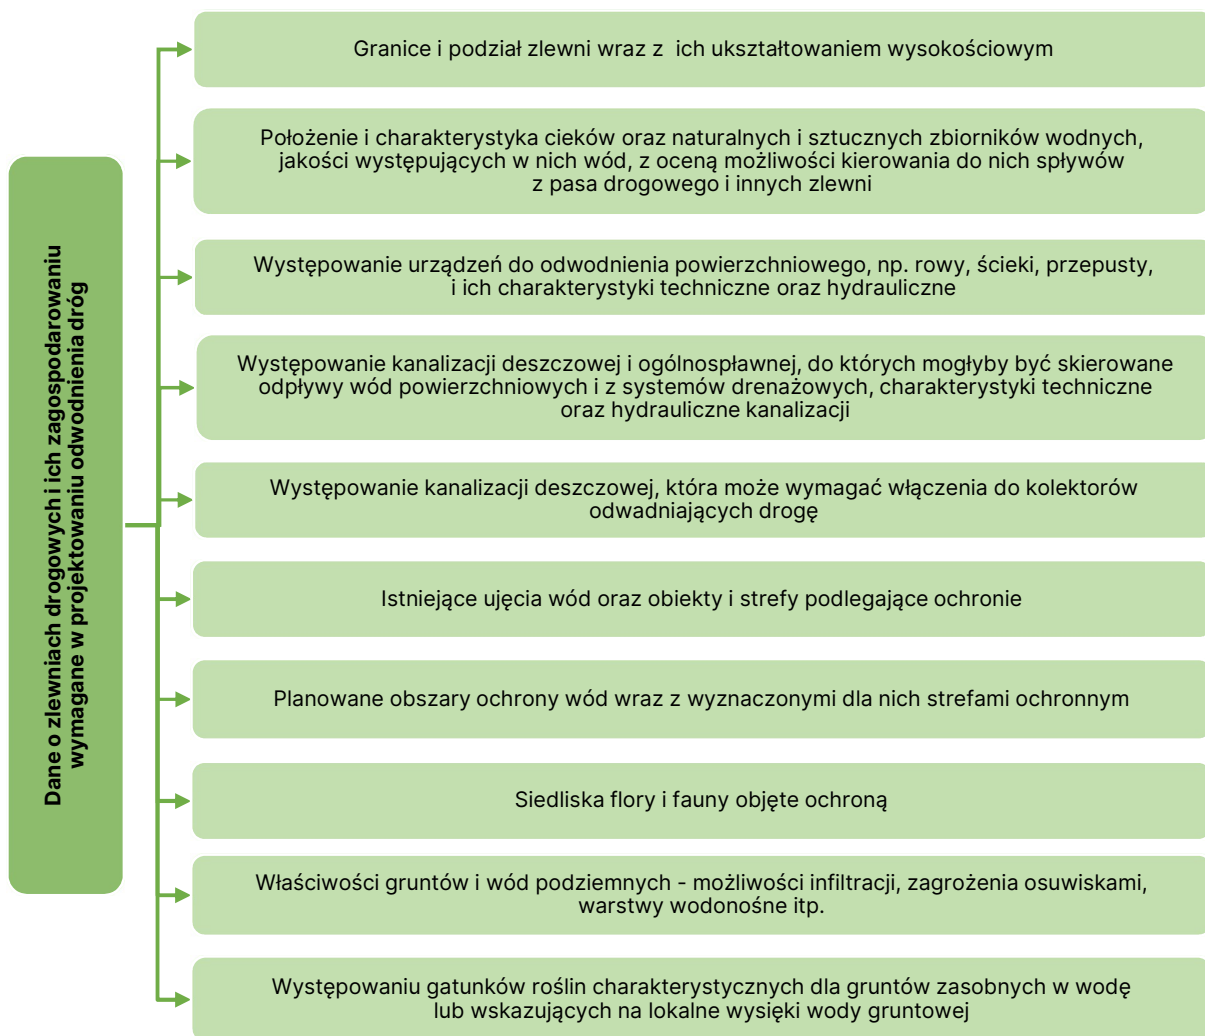 Dane o zlewniach drogowych i ich zagospodarowaniu
wymagane w projektowaniu odwodnienia dróg
Granice i podział zlewni wraz z  ich ukształtowaniem wysokościowym
Położenie i charakterystyka cieków oraz naturalnych i sztucznych zbiorników wodnych,
jakości występujących w nich wód, z oceną możliwości kierowania do nich spływów
z pasa drogowego i innych zlewni
Występowanie urządzeń do odwodnienia powierzchniowego, np. rowy, ścieki, przepusty,
i ich charakterystyki techniczne oraz hydrauliczne
Występowanie kanalizacji deszczowej i ogólnospławnej, do których mogłyby być skierowane
odpływy wód powierzchniowych i z systemów drenażowych, charakterystyki techniczne
oraz hydrauliczne kanalizacji
Występowanie kanalizacji deszczowej, która może wymagać włączenia do kolektorów
odwadniających drogę
Istniejące ujęcia wód oraz obiekty i strefy podlegające ochronie
Planowane obszary ochrony wód wraz z wyznaczonymi dla nich strefami ochronnym
Siedliska flory i fauny objęte ochroną
Właściwości gruntów i wód podziemnych - możliwości infiltracji, zagrożenia osuwiskami,
warstwy wodonośne itp.
Występowaniu gatunków roślin charakterystycznych dla gruntów zasobnych w wodę
lub wskazujących na lokalne wysięki wody gruntowej